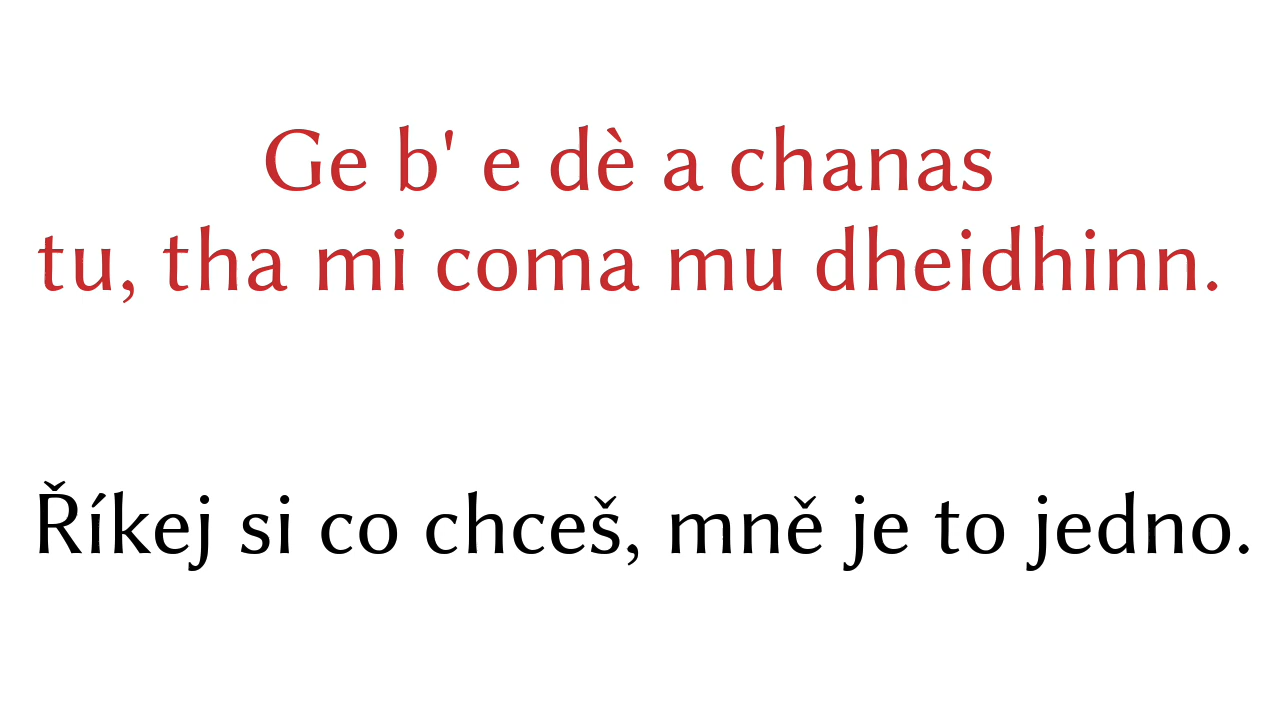 Ge b' e dè a chanas
tu, tha mi coma mu dheidhinn.
Říkej si co chceš, mně je to jedno.